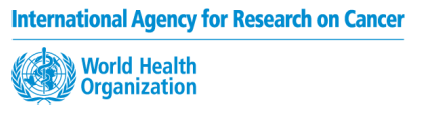 International Agency for Research on Cancer
World Health
Organization